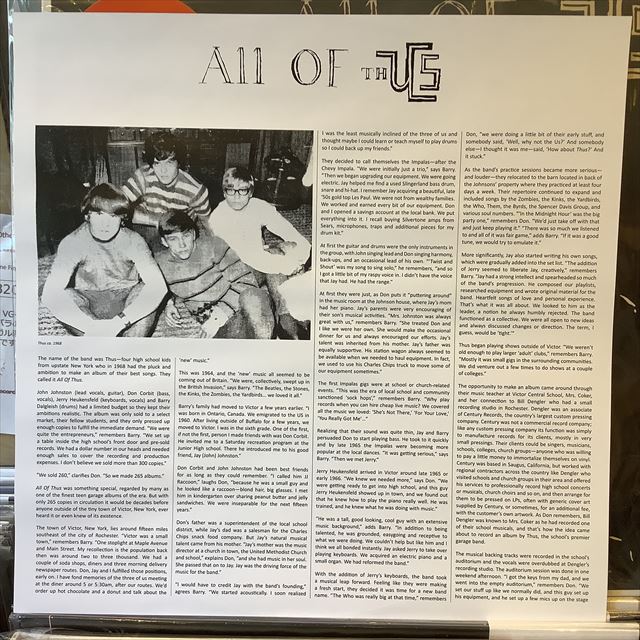 All OF THUS
Thus ca. 1968
The name of the band was Thus—four high school kids
from upstate New York who in 1968 had the pluck and
ambition to make an album of their best songs. They
called it All Of Thus.
John Johnston (lead vocals, guitar), Don Corbit (bass,
vocals), Jerry Heukensfeldt (keyboards, vocals) and Barry
Dalgleish (drums) had a limited budget so they kept their
ambitions realistic. The album was only sold to a select
market, their fellow students, and they only pressed up
enough copies to fulfill the immediate demand. "We were
quite the entrepreneurs," remembers Barry. "We set up
a table inside the high school's front door and pre-sold
records. We had a dollar number in our heads and needed
enough sales to cover the recording and production
expenses. I don't believe we sold more than 300 copies."
"We sold 260," clarifies Don. "So we made 265 albums."
All Of Thus was something special, regarded by many as
one of the finest teen garage albums of the era. But with
only 265 copies in circulation it would be decades before
anyone outside of the tiny town of Victor, New York, ever
heard it or even knew of its existence.
The town of Victor, New York, lies around fifteen miles
southeast of the city of Rochester. "Victor was a small
town," remembers Barry. "One stoplight at Maple Avenue
and Main Street. My recollection is the population back
then was around two to three thousand. We had a
couple of soda shops, diners and three morning delivery
newspaper routes. Don, Jay and I fulfilled those positions,
early on. I have fond memories of the three of us meeting
at the diner around 5 or 5:30am, after our routes. We'd
order up hot chocolate and a donut and talk about the
'new' music."
This was 1964, and the 'new' music all seemed to be
coming out of Britain. "We were, collectively, swept up in
the British Invasion," says Barry. "The Beatles, the Stones,
the Kinks, the Zombies, the Yardbirds... we loved it all."
Barry's family had moved to Victor a few years earlier. "I
was born in Ontario, Canada. We emigrated to the US in
1960. After living outside of Buffalo for a few years, we
moved to Victor. I was in the sixth grade. One of the first,
if not the first, person I made friends with was Don Corbit.
He invited me to a Saturday recreation program at the
Junior High school. There he introduced me to his good
friend, Jay (John) Johnston."
Don Corbit and John Johnston had been best friends
for as long as they could remember. "I called him JJ
Raccoon," laughs Don, "because he was a small guy and
he looked like a raccoon—blond hair, big glasses. I met
him in kindergarten over sharing peanut butter and jelly
sandwiches. We were inseparable for the next fifteen
years."
Don's father was a superintendent of the local school
district, while Jay's dad was a salesman for the Charles
Chips snack food company. But Jay's musical
talent came from his mother. "Jay's mother was the music
director at a church in town, the United Methodist Church
and school," explains Don, "and she had music in her soul.
She passed that on to Jay. Jay was the driving force of the
music for the band."
"I would have to credit Jay with the band's founding,"
agrees Barry. "We started acoustically. I soon realized
I was the least musically inclined of the three of us and
thought maybe I could learn or teach myself to play drums
so I could back up my friends."
They decided to call themselves the Impalas—after the
Chevy Impala. "We were initially just a trio," says Barry.
"Then we began upgrading our equipment. We were going
electric. Jay helped me find a used Slingerland bass drum,
snare and hi-hat. I remember Jay acquiring a beautiful, late
'50s gold top Les Paul. We were not from wealthy families.
We worked and earned every bit of our equipment. Don
and I opened a savings account at the local bank. We put
everything into it. I recall buying Silvertone amps from
Sears, microphones, traps and additional pieces for my
drum kit."
At first the guitar and drums were the only instruments in
the group, with John singing lead and Don singing harmony,
back-ups, and an occasional lead of his own. "'Twist and
Shout' was my song to sing solo," he remembers, "and so
I got a little bit of my raspy voice in. I didn't have the voice
that Jay had. He had the range."
At first they were just, as Don puts it "puttering around"
in the music room at the Johnston house, where Jay's mom
had her piano. Jay's parents were very encouraging of
their son's musical activities. "Mrs. Johnston was always
great with us," remembers Barry. "She treated Don and
I like we were her own. She would make the occasional
dinner for us and always encouraged our efforts. Jay's
talent was inherited from his mother. Jay's father was
equally supportive. His station wagon always seemed to
be available when we needed to haul equipment. In fact,
we used to use his Charles Chips truck to move some of
our equipment sometimes."
The first Impalas gigs were at school or church-related
events. "This was the era of local school and community
sanctioned 'sock hops'," remembers Barry. "Why play
records when you can hire cheap live music? We covered
all the music we loved: 'She's Not There', 'For Your Love',
'You Really Got Me'..."
Realizing that their sound was quite thin, Jay and Barry
persuaded Don to start playing bass. He took to it quickly
and by late 1965 the Impalas were becoming more
popular at the local dances. "It was getting serious," says
Barry. "Then we met Jerry."
Jerry Heukensfeldt arrived in Victor around late 1965 or
early 1966. "We knew we needed more," says Don. "We
were getting ready to get into high school, and this guy
Jerry Heukensfeldt showed up in town, and we found out
that he knew how to play the piano really well. He was
trained, and he knew what he was doing with music."
"He was a tall, good looking, cool guy with an extensive
music background," adds Barry. "In addition to being
talented, he was grounded, easygoing and receptive to
what we were doing. We couldn't help but like him and I
think we all bonded instantly. Jay asked Jerry to take over
playing keyboards. We acquired an electric piano and a
small organ. We had reformed the band."
With the addition of Jerry's keyboards, the band took
a musical leap forward. Feeling like they were making
a fresh start, they decided it was time for a new band
name. "The Who was really big at that time," remembers
Don, "we were doing a little bit of their early stuff, and
somebody said, 'Well, why not the Us?' And somebody
else—I thought it was me—said, 'How about Thus?' And
it stuck."
As the band's practice sessions became more serious—
and louder—they relocated to the barn located in back of
the Johnstons' property where they practiced at least four
days a week. Their repertoire continued to expand and
included songs by the Zombies, the Kinks, the Yardbirds,
the Who, Them, the Byrds, the Spencer Davis Group, and
various soul numbers. "'In the Midnight Hour' was the big
party one," remembers Don. "We'd just take off with that
and just keep playing it." "There was so much we listened
to and all of it was fair game," adds Barry. "If it was a good
tune, we would try to emulate it."
More significantly, Jay also started writing his own songs,
which were gradually added into the set list. "The addition
of Jerry seemed to liberate Jay, creatively," remembers
Barry. "Jay had a strong intellect and spearheaded so much
of the band's progression. He composed our playlists,
researched equipment and wrote original material for the
band. Heartfelt songs of love and personal experience.
That's what it was all about. We looked to him as the
leader, a notion he always humbly rejected. The band
functioned as a collective. We were all open to new ideas
and always discussed changes or direction. The term, I
guess, would be 'tight.'"
Thus began playing shows outside of Victor. "We weren't
old enough to play larger 'adult' clubs," remembers Barry.
"Mostly it was small gigs in the surrounding communities.
We did venture out a few times to do shows at a couple
of colleges."
The opportunity to make an album came around through
their music teacher at Victor Central School, Mrs. Coker,
and her connection to Bill Dengler who had a small
recording studio in Rochester. Dengler was an associate
of Century Records, the country's largest custom pressing
company. Century was not a commercial record company;
like any custom pressing company its function was simply
to manufacture records for its clients, mostly in very
small pressings. Their clients could be singers, musicians,
schools, colleges, church groups—anyone who was willing
to pay a little money to immortalize themselves on vinyl.
Century was based in Saugus, California, but worked with
regional contractors across the country like Dengler who
visited schools and church groups in their area and offered
his services to professionally record high school concerts
or musicals, church choirs and so on, and then arrange for
them to be pressed on LPs, often with generic cover art
supplied by Century, or sometimes, for an additional fee,
with the customer's own artwork. As Don remembers, Bill
Dengler was known to Mrs. Coker as he had recorded one
of their school musicals, and that's how the idea came
about to record an album by Thus, the school's premier
garage band.
The musical backing tracks were recorded in the school's
auditorium and the vocals were overdubbed at Dengler's
recording studio. The auditorium session was done in one
weekend afternoon. "I got the keys from my dad, and we
went into the empty auditorium," remembers Don. "We
set our stuff up like we normally did, and this guy set up
his equipment, and he set up a few mics up on the stage